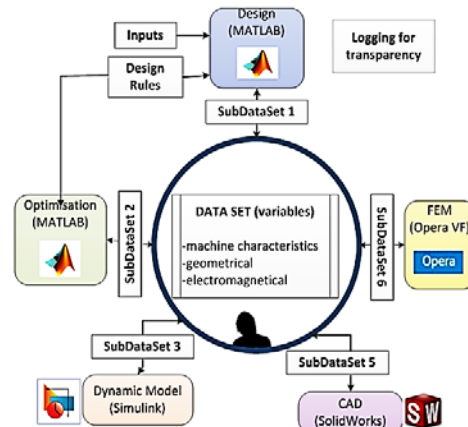 Design
(MATLAB)
Inputs
Logging for
transparency
Design
Rules
SubDataSet 1
Optimisation
(MATLAB)
SubDataSet 2
DATA SET (variables)
-machine characteristics
-geometrical
-electromagnetical
SubDataSet 6
FEM
(Opera VF)
Opera
SubDataSet 3
SubDataSet 5
Dynamic Model
(Simulink)
CAD
(SolidWorks)
SW